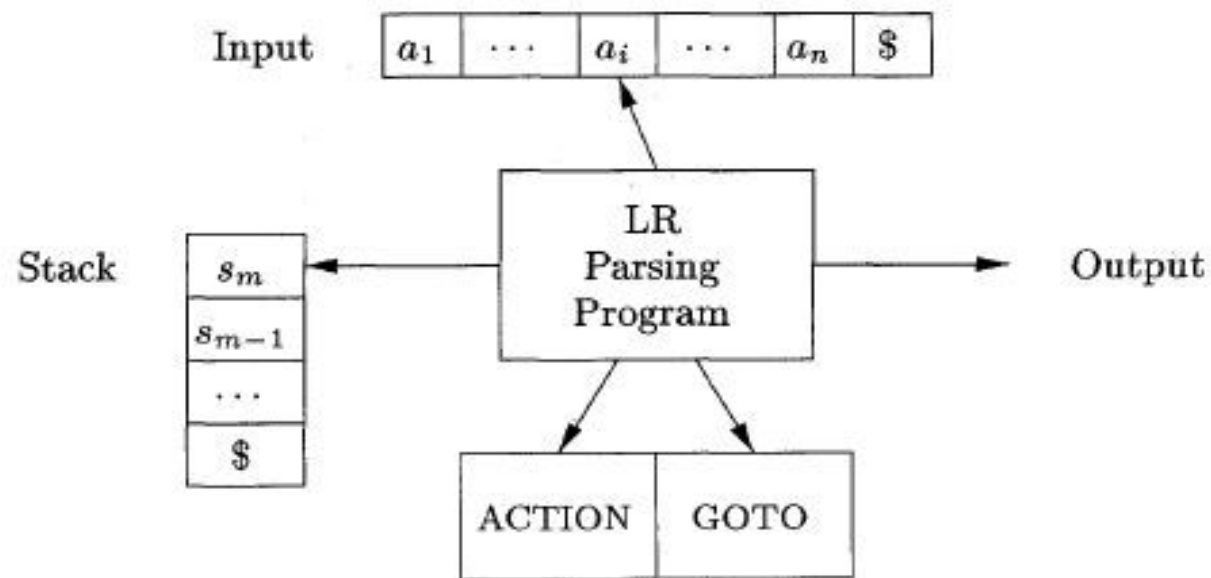 Input a₁ ··· aᵢ ··· aₙ $
LR
Parsing
Program
Stack
sₘ
sₘ₋₁
···
$
Output
ACTION GOTO